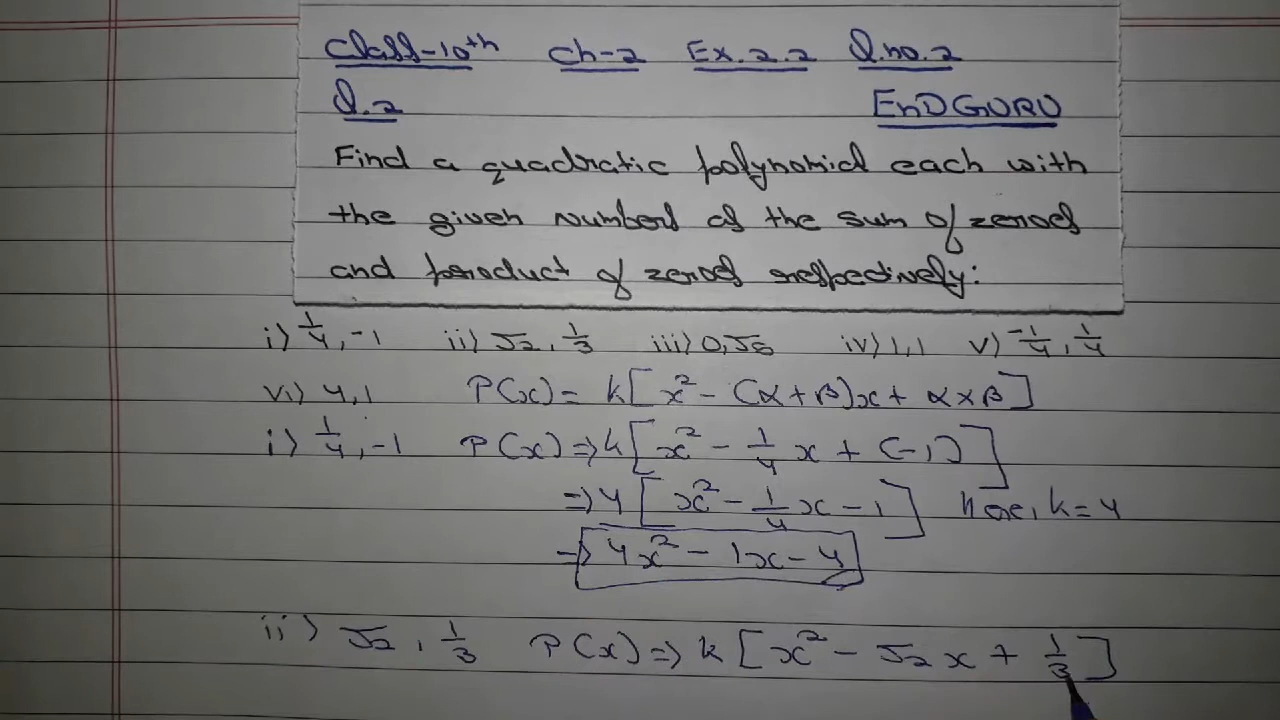 Class-10th Ch-2 Ex.2.2 Q.no.2
Q.2 EnDGURU
Find a quadratic polynomial each with
the given numbers as the sum of zeroes
and product of zeroes respectively:
i) 1/4, -1 ii) √2, 1/3 iii) 0, √5 iv) 1, 1 v) -1/4, 1/4
vi) 4, 1 P(x) = k[x² - (α + β)x + α × β]
i) 1/4, -1 P(x) ⇒ k[x² - 1/4 x + (-1)]
⇒ 4[x² - 1/4 x - 1] Here, k = 4
⇒ 4x² - 1x - 4
ii) √2, 1/3 P(x) ⇒ k[x² - √2 x + 1/3]